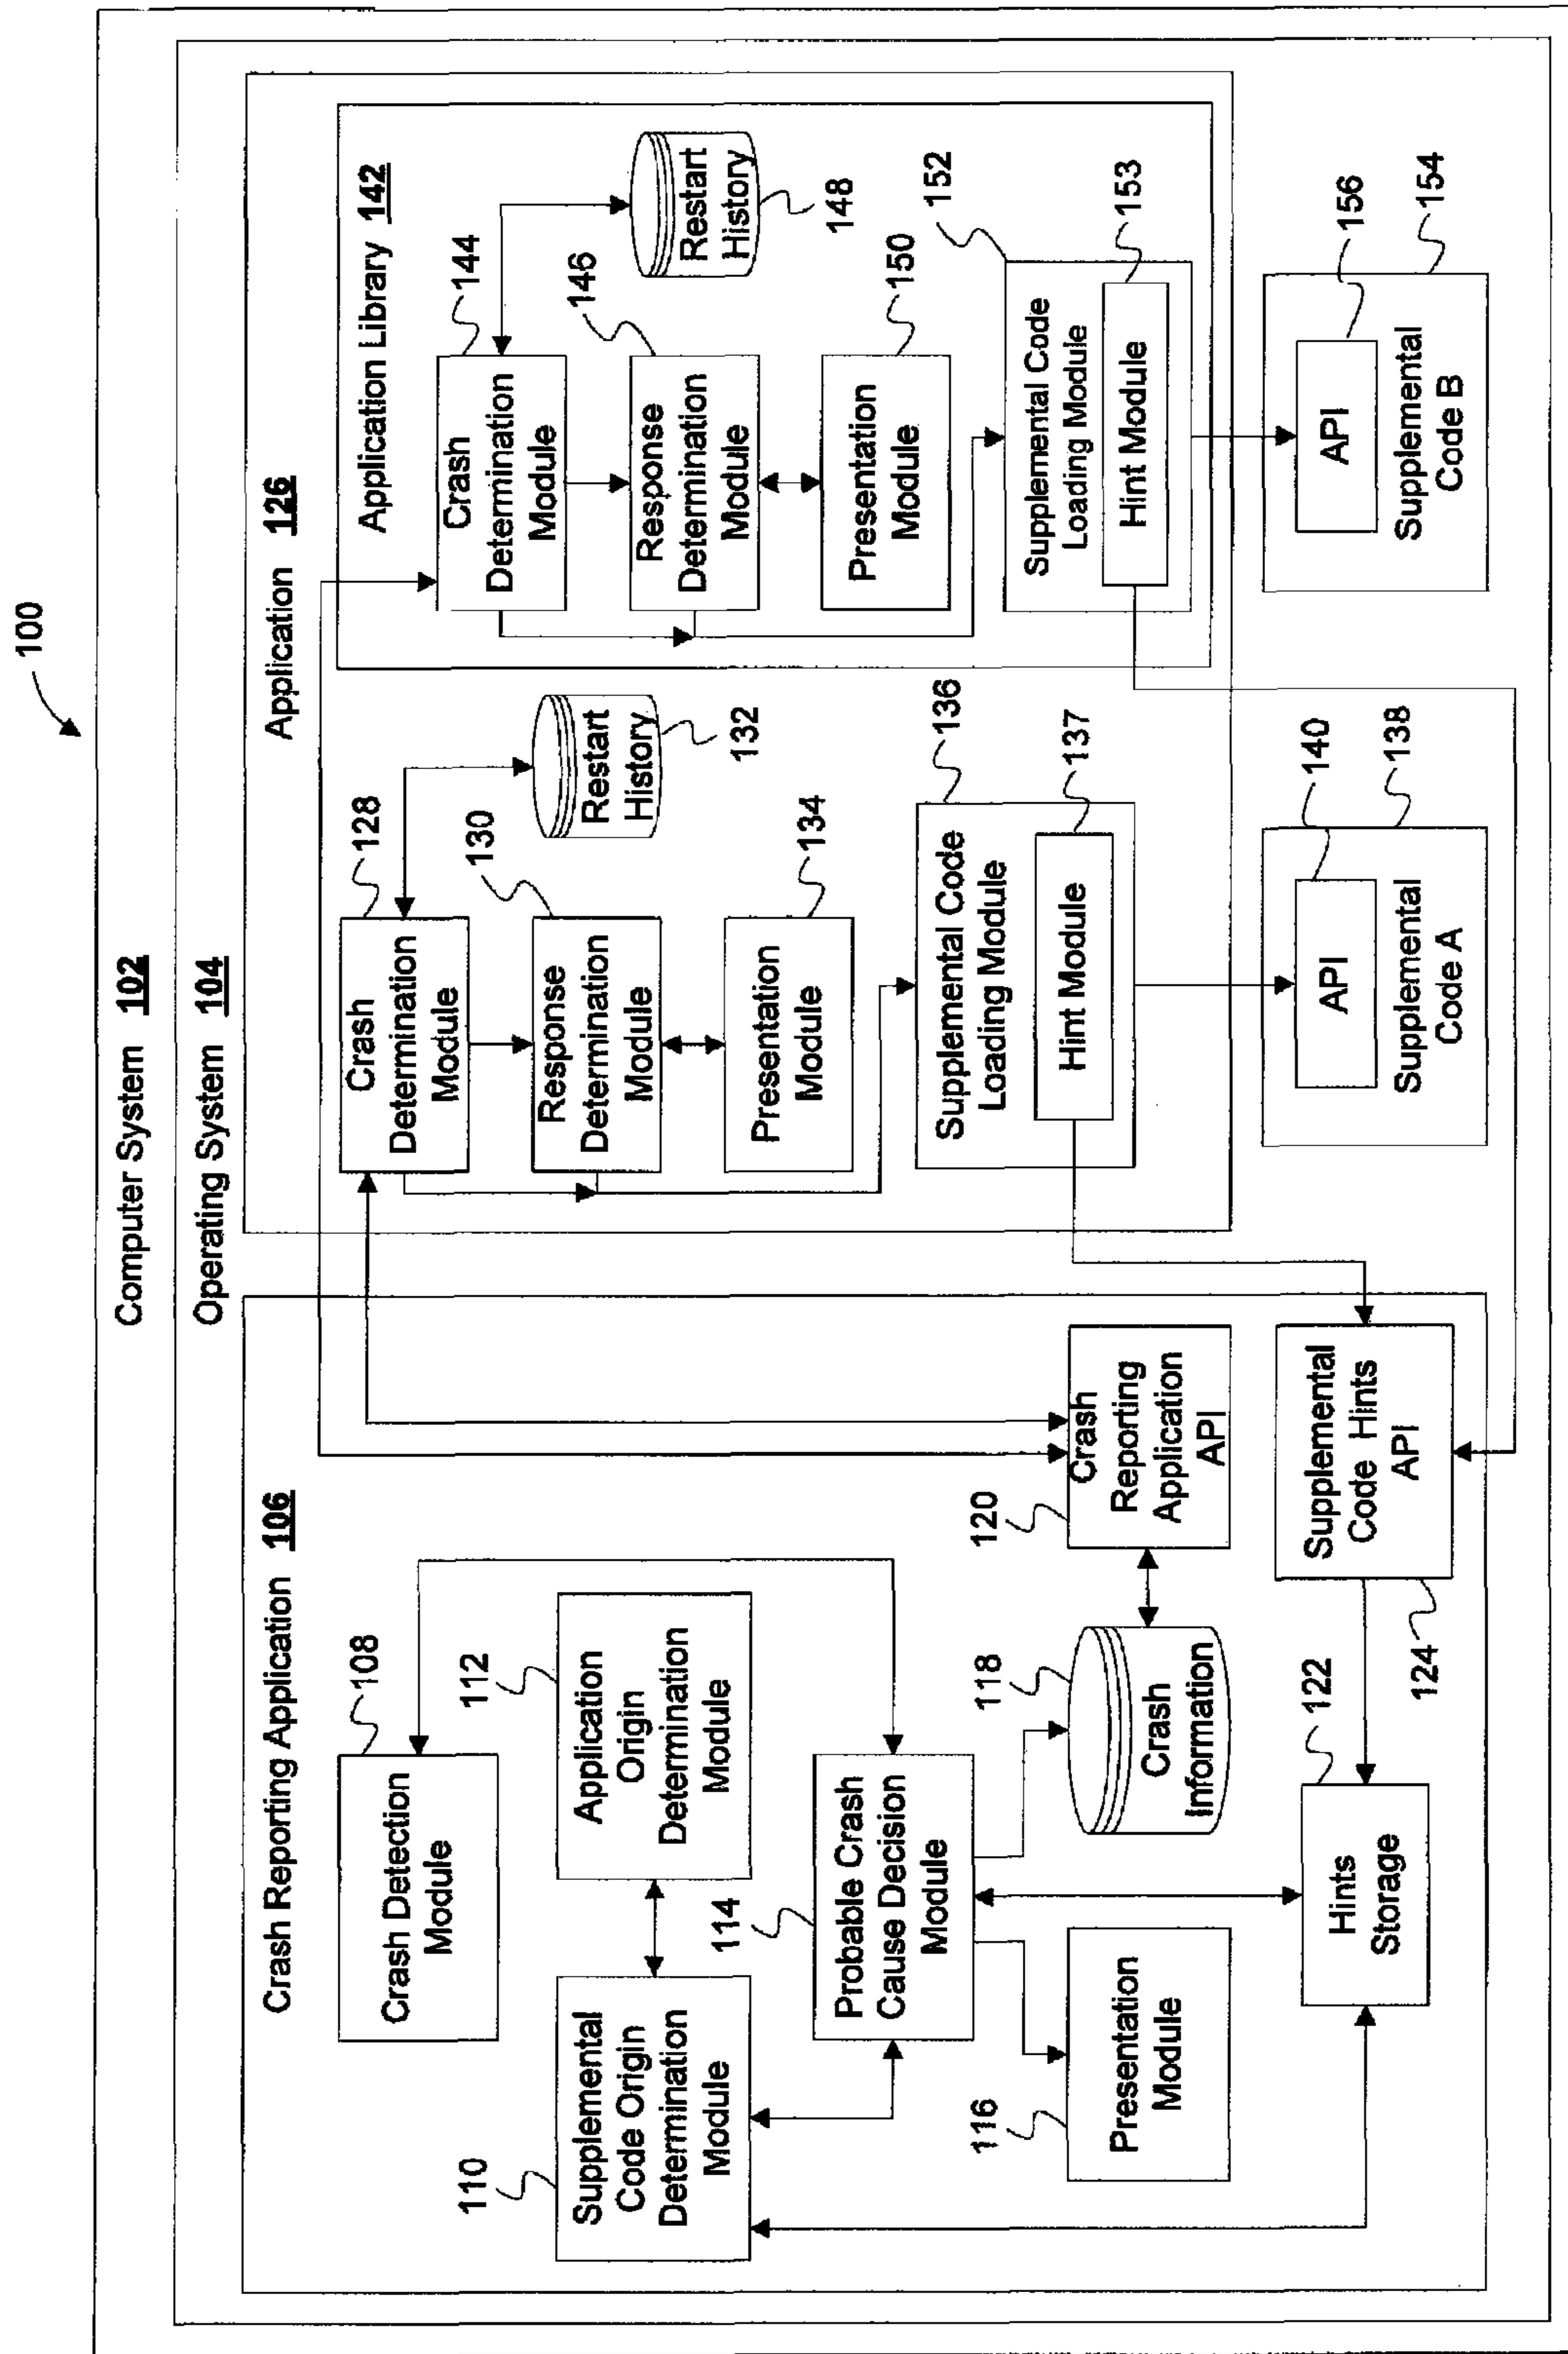 100
Computer System 102
Operating System 104
Crash Reporting Application 106
108
Crash Detection
Module
110
Supplemental
Code Origin
Determination
Module
112
Application
Origin
Determination
Module
114
Probable Crash
Cause Decision
Module
116
Presentation
Module
118
Crash
Information
120
Crash
Reporting
Application
API
122
Hints
Storage
Supplemental
Code Hints
API
124
Application 126
Crash
Determination
Module
128
130
Response
Determination
Module
Restart
History
132
Presentation
Module
134
Supplemental Code
Loading Module
136
Hint Module
137
API
140
Supplemental
Code A
138
Application Library 142
Crash
Determination
Module
144
Response
Determination
Module
146
Restart
History
148
Presentation
Module
150
Supplemental Code
Loading Module
152
Hint Module
153
API
156
Supplemental
Code B
154